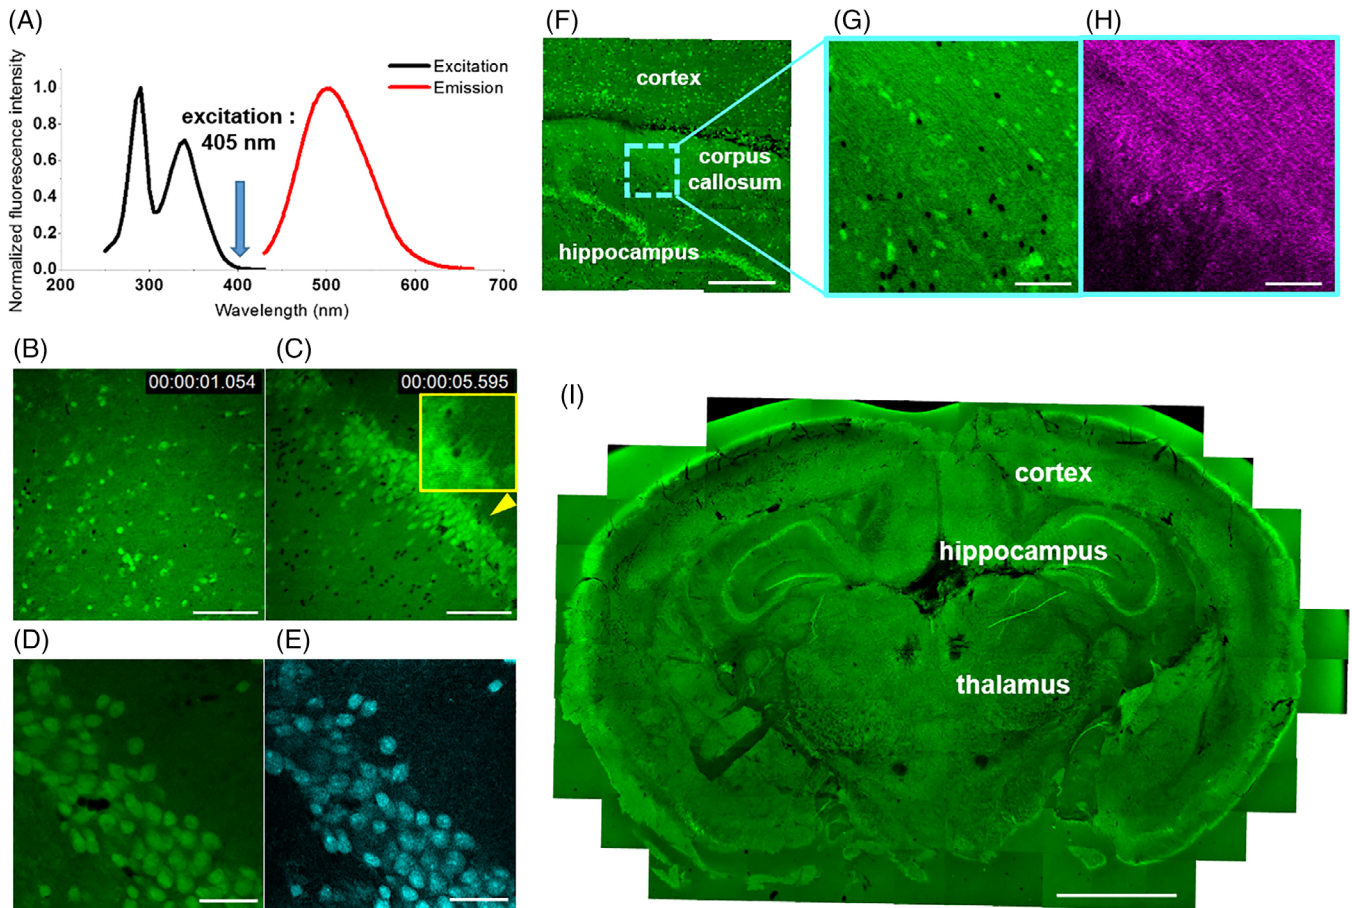 (A)
Normalized fluorescence intensity
1.0
0.8
0.6
0.4
0.2
0.0
200
300
400
500
600
700
Wavelength (nm)
Excitation
Emission
excitation :
405 nm
(B)
00:00:01.054
(C)
00:00:05.595
(D)
(E)
(F)
cortex
corpus
callosum
hippocampus
(G)
(H)
(I)
cortex
hippocampus
thalamus